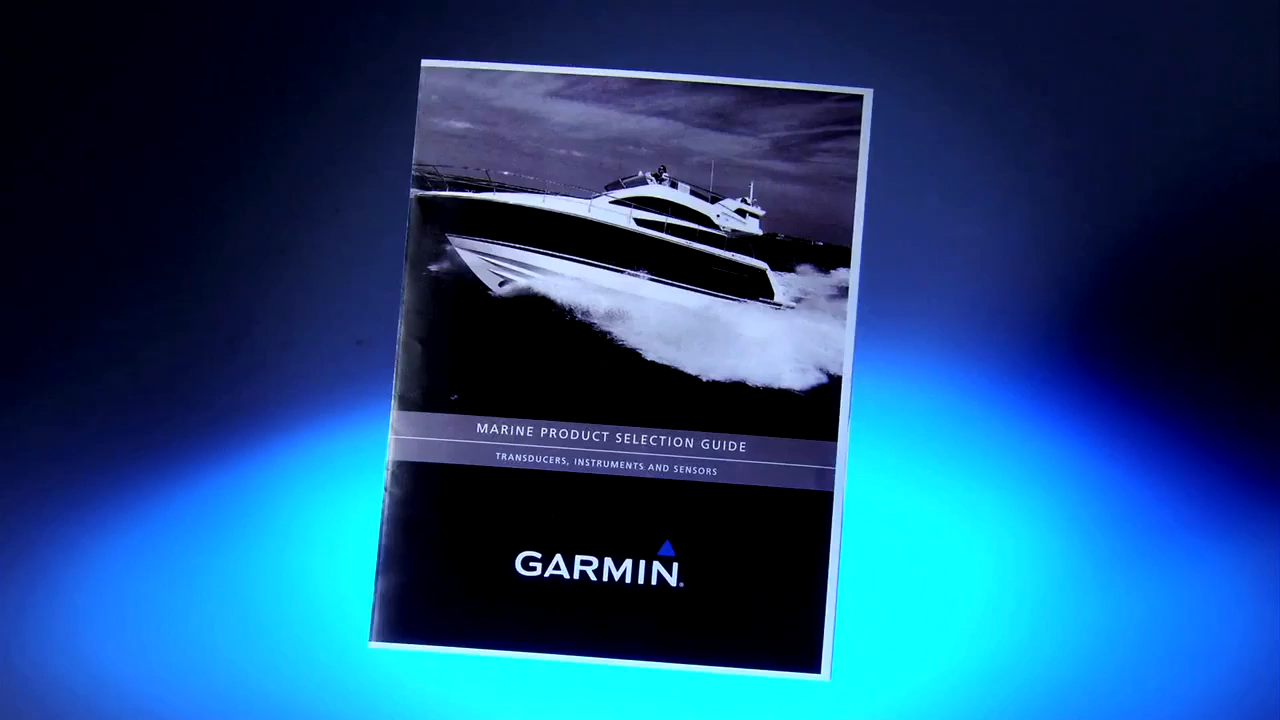 MARINE PRODUCT SELECTION GUIDE
TRANSDUCERS, INSTRUMENTS AND SENSORS
GARMIN.